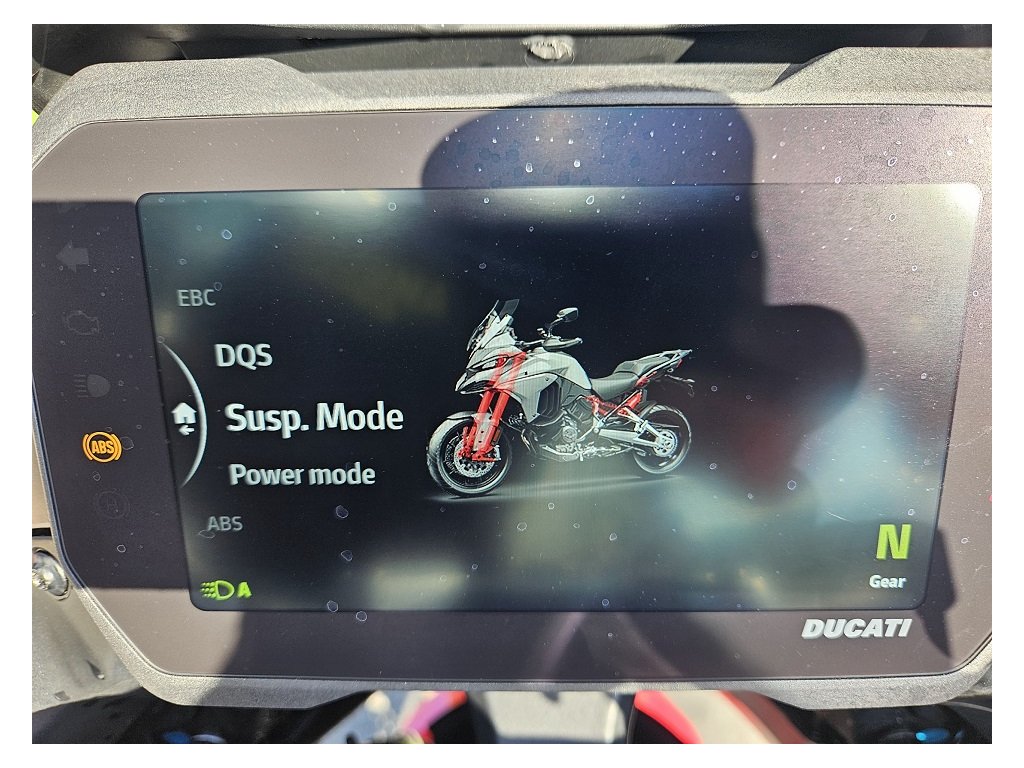 EBC
DQS
Susp. Mode
Power mode
ABS
ABS
A
N
Gear
DUCATI